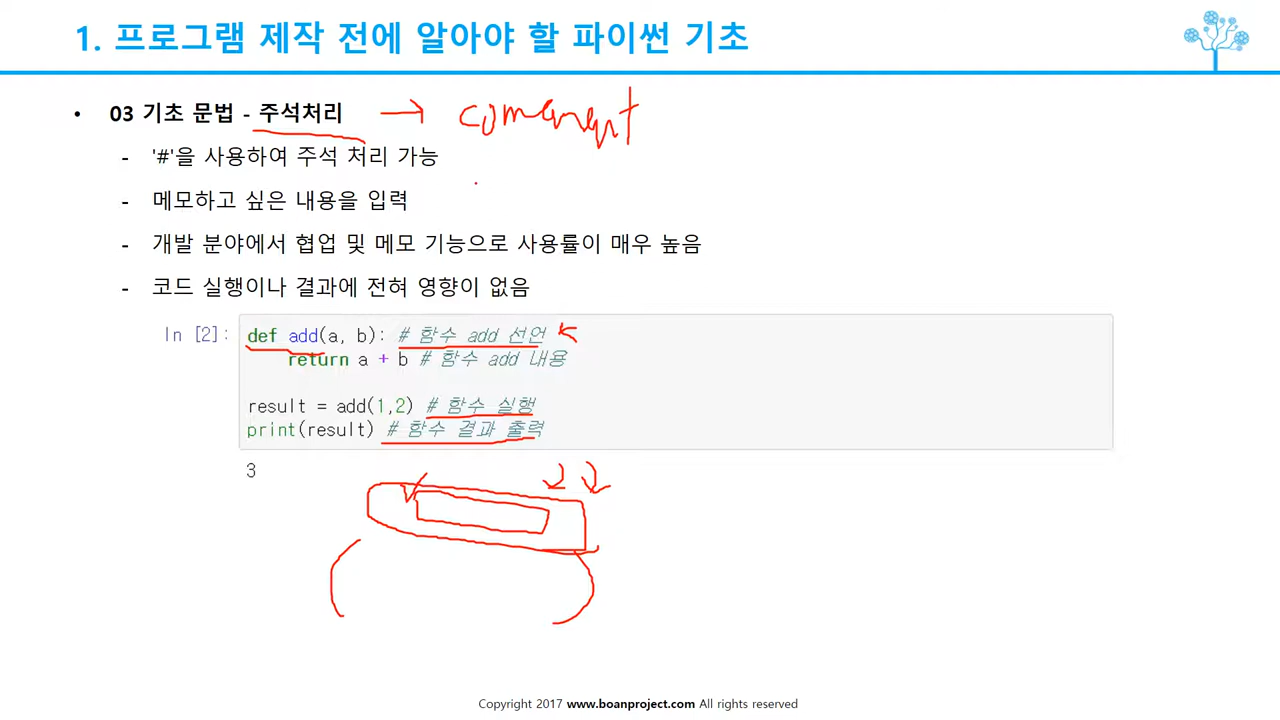 1. 프로그램 제작 전에 알아야 할 파이썬 기초
• 03 기초 문법 - 주석처리 → comment
- '#'을 사용하여 주석 처리 가능
- 메모하고 싶은 내용을 입력
- 개발 분야에서 협업 및 메모 기능으로 사용률이 매우 높음
- 코드 실행이나 결과에 전혀 영향이 없음
In [2]: def add(a, b): # 함수 add 선언
return a + b # 함수 add 내용
result = add(1,2) # 함수 실행
print(result) # 함수 결과 출력
3
Copyright 2017 www.boanproject.com All rights reserved